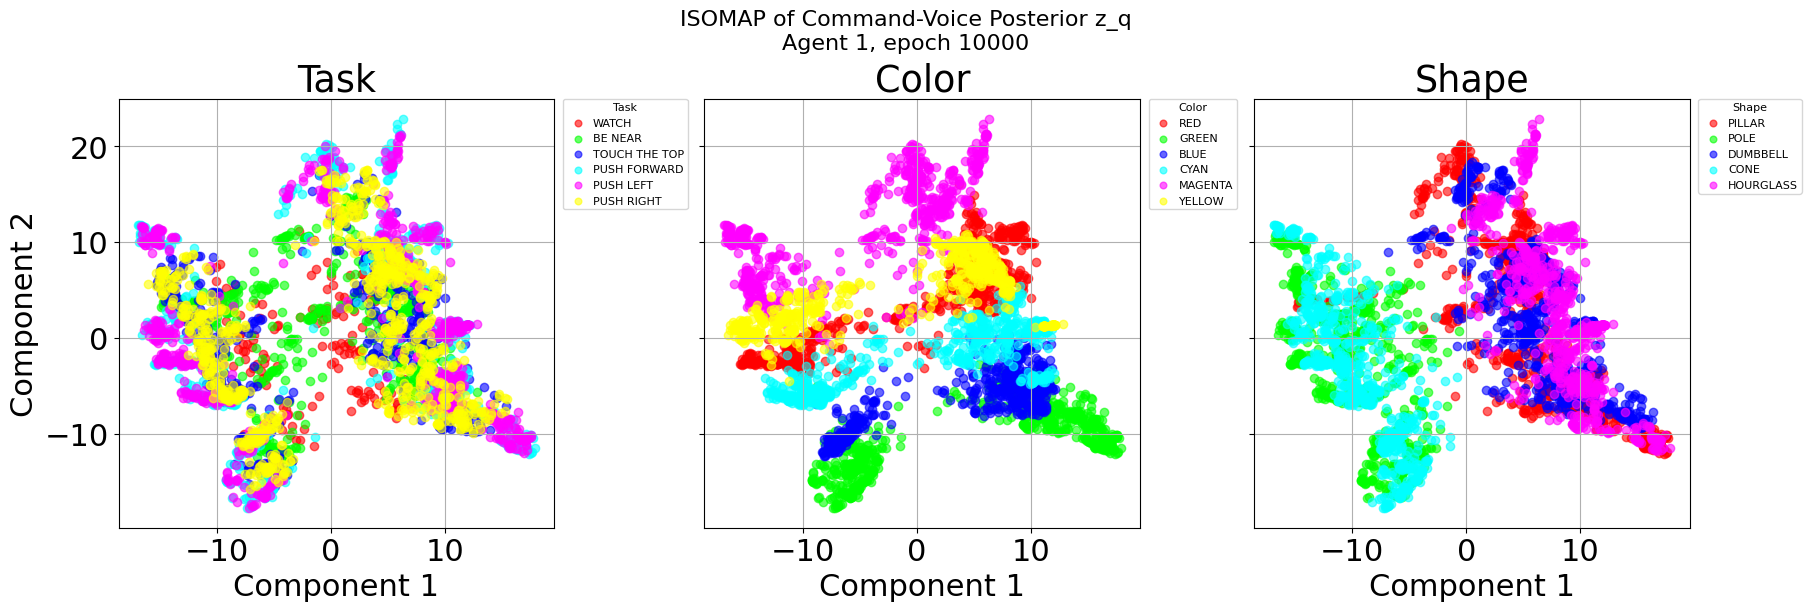 ISOMAP of Command-Voice Posterior z_q
Agent 1, epoch 10000
Task
Component 2
20
10
0
−10
−10
0
10
Component 1
Task
WATCH
BE NEAR
TOUCH THE TOP
PUSH FORWARD
PUSH LEFT
PUSH RIGHT
Color
−10
0
10
Component 1
Color
RED
GREEN
BLUE
CYAN
MAGENTA
YELLOW
Shape
−10
0
10
Component 1
Shape
PILLAR
POLE
DUMBBELL
CONE
HOURGLASS